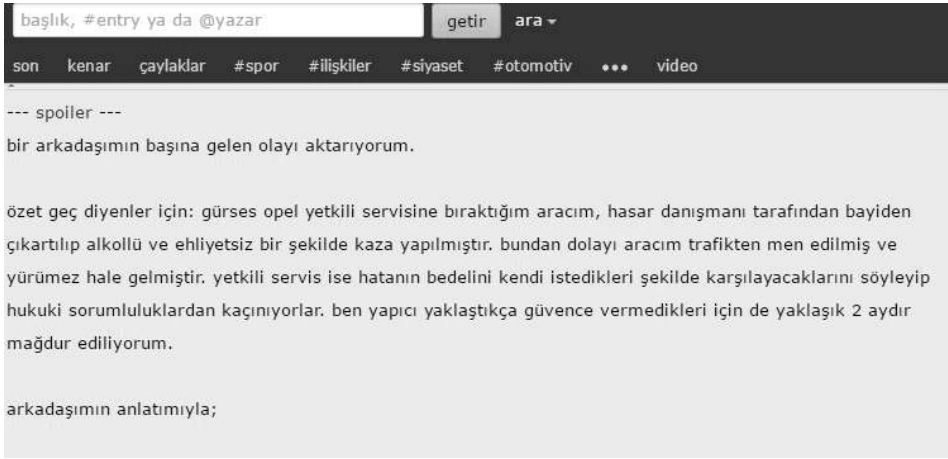 başlık, #entry ya da @yazar getir ara
son kenar çaylaklar #spor #ilişkiler #siyaset #otomotiv ••• video
--- spoiler ---
bir arkadaşımın başına gelen olayı aktarıyorum.
özet geç diyenler için: gürses opel yetkili servisine bıraktığım aracım, hasar danışmanı tarafından bayiden
çıkartılıp alkollü ve ehliyetsiz bir şekilde kaza yapılmıştır. bundan dolayı aracım trafikten men edilmiş ve
yürümez hale gelmiştir. yetkili servis ise hatanın bedelini kendi istedikleri şekilde karşılayacaklarını söyleyip
hukuki sorumluluklardan kaçınıyorlar. ben yapıcı yaklaştıkça güvence vermedikleri için de yaklaşık 2 aydır
mağdur ediliyorum.
arkadaşımın anlatımıyla;